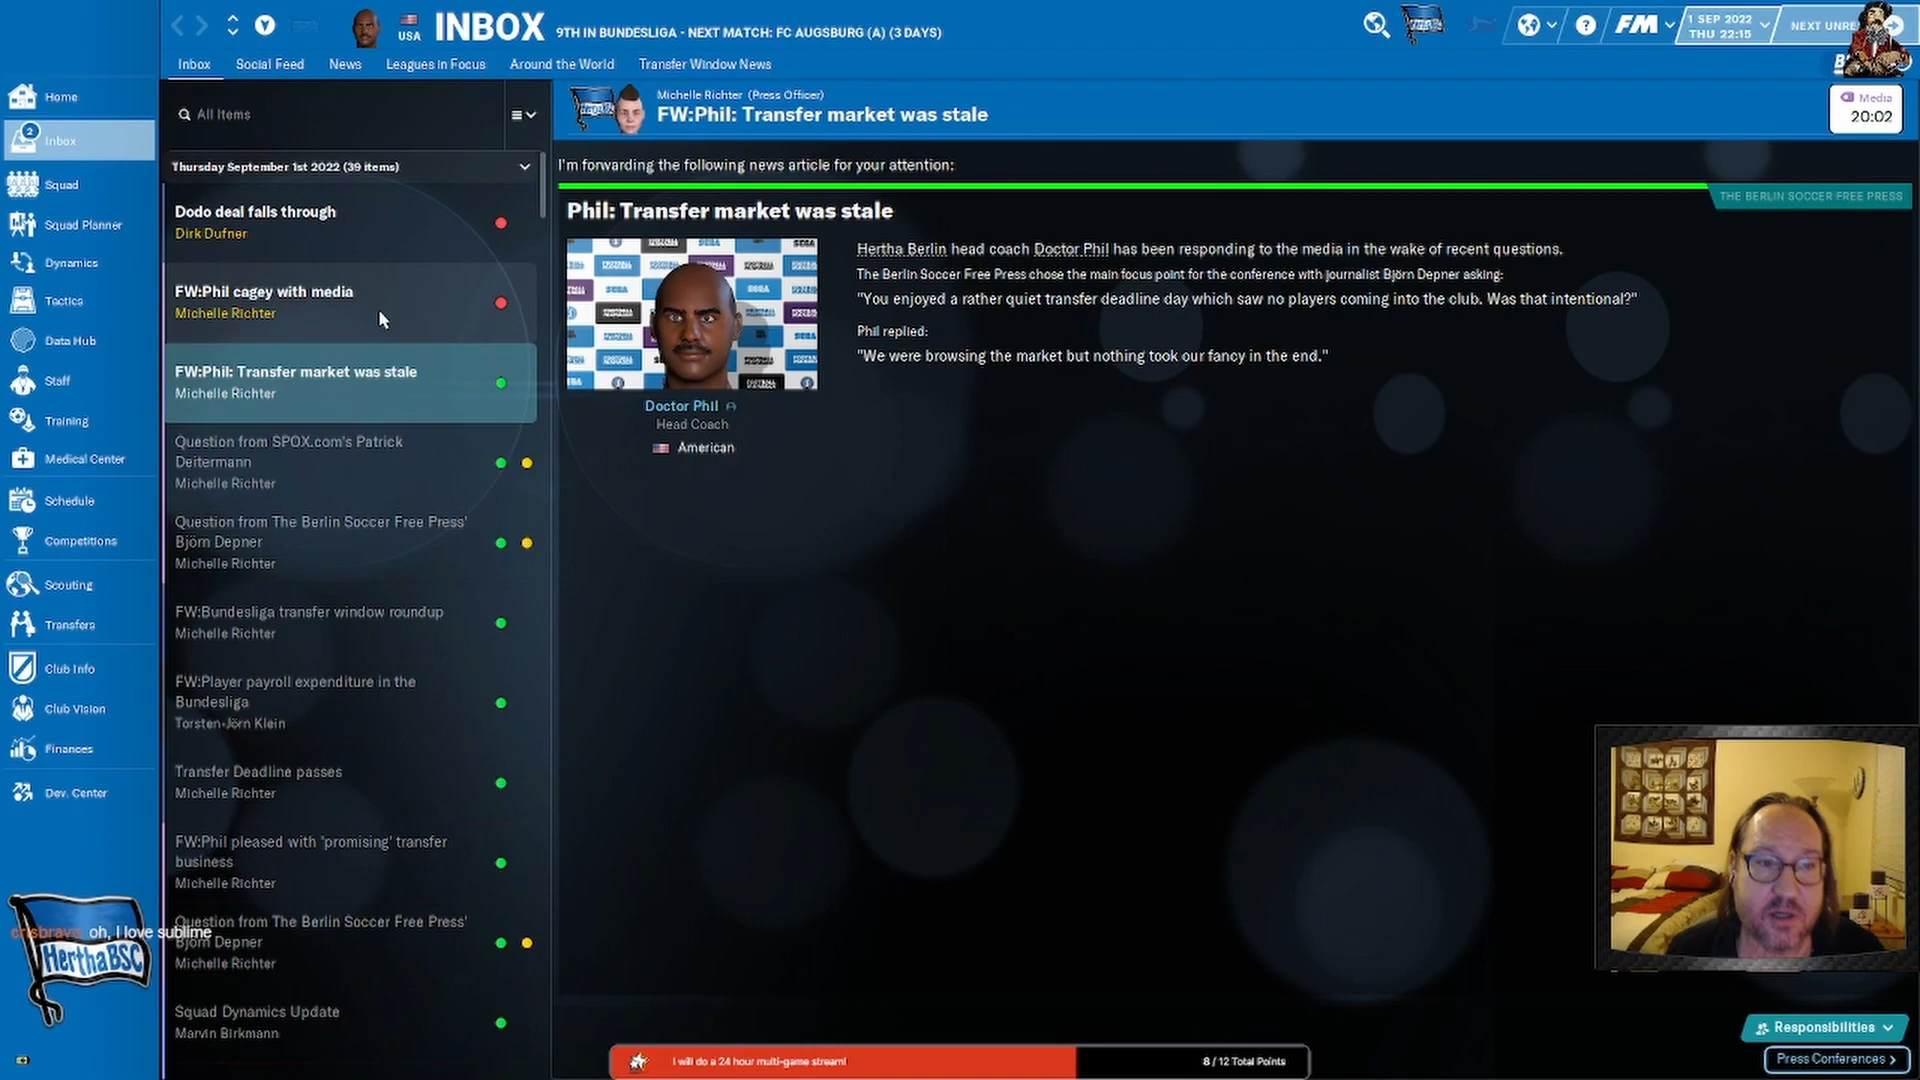 USA
INBOX
9TH IN BUNDESLIGA - NEXT MATCH: FC AUGSBURG (A) (3 DAYS)
FM
1 SEP 2022
THU 22:15
NEXT UNRE
Inbox
Social Feed
News
Leagues in Focus
Around the World
Transfer Window News
Home
2
Inbox
Squad
Squad Planner
Dynamics
Tactics
Data Hub
Staff
Training
Medical Center
Schedule
Competitions
Scouting
Transfers
Club Info
Club Vision
Finances
Dev. Center
HerthaBSC
crisbravo oh, I love sublime
All Items
Thursday September 1st 2022 (39 items)
Dodo deal falls through
Dirk Dufner
FW:Phil cagey with media
Michelle Richter
FW:Phil: Transfer market was stale
Michelle Richter
Question from SPOX.com's Patrick
Deitermann
Michelle Richter
Question from The Berlin Soccer Free Press'
Björn Depner
Michelle Richter
FW:Bundesliga transfer window roundup
Michelle Richter
FW:Player payroll expenditure in the
Bundesliga
Torsten-Jörn Klein
Transfer Deadline passes
Michelle Richter
FW:Phil pleased with 'promising' transfer
business
Michelle Richter
Question from The Berlin Soccer Free Press'
Björn Depner
Michelle Richter
Squad Dynamics Update
Marvin Birkmann
Michelle Richter (Press Officer)
FW:Phil: Transfer market was stale
Media
20:02
I'm forwarding the following news article for your attention:
THE BERLIN SOCCER FREE PRESS
Phil: Transfer market was stale
Hertha Berlin head coach Doctor Phil has been responding to the media in the wake of recent questions.
The Berlin Soccer Free Press chose the main focus point for the conference with journalist Björn Depner asking:
"You enjoyed a rather quiet transfer deadline day which saw no players coming into the club. Was that intentional?"
Phil replied:
"We were browsing the market but nothing took our fancy in the end."
SEGA
Doctor Phil
Head Coach
American
I will do a 24 hour multi-game stream!
8 / 12 Total Points
Responsibilities
Press Conferences >